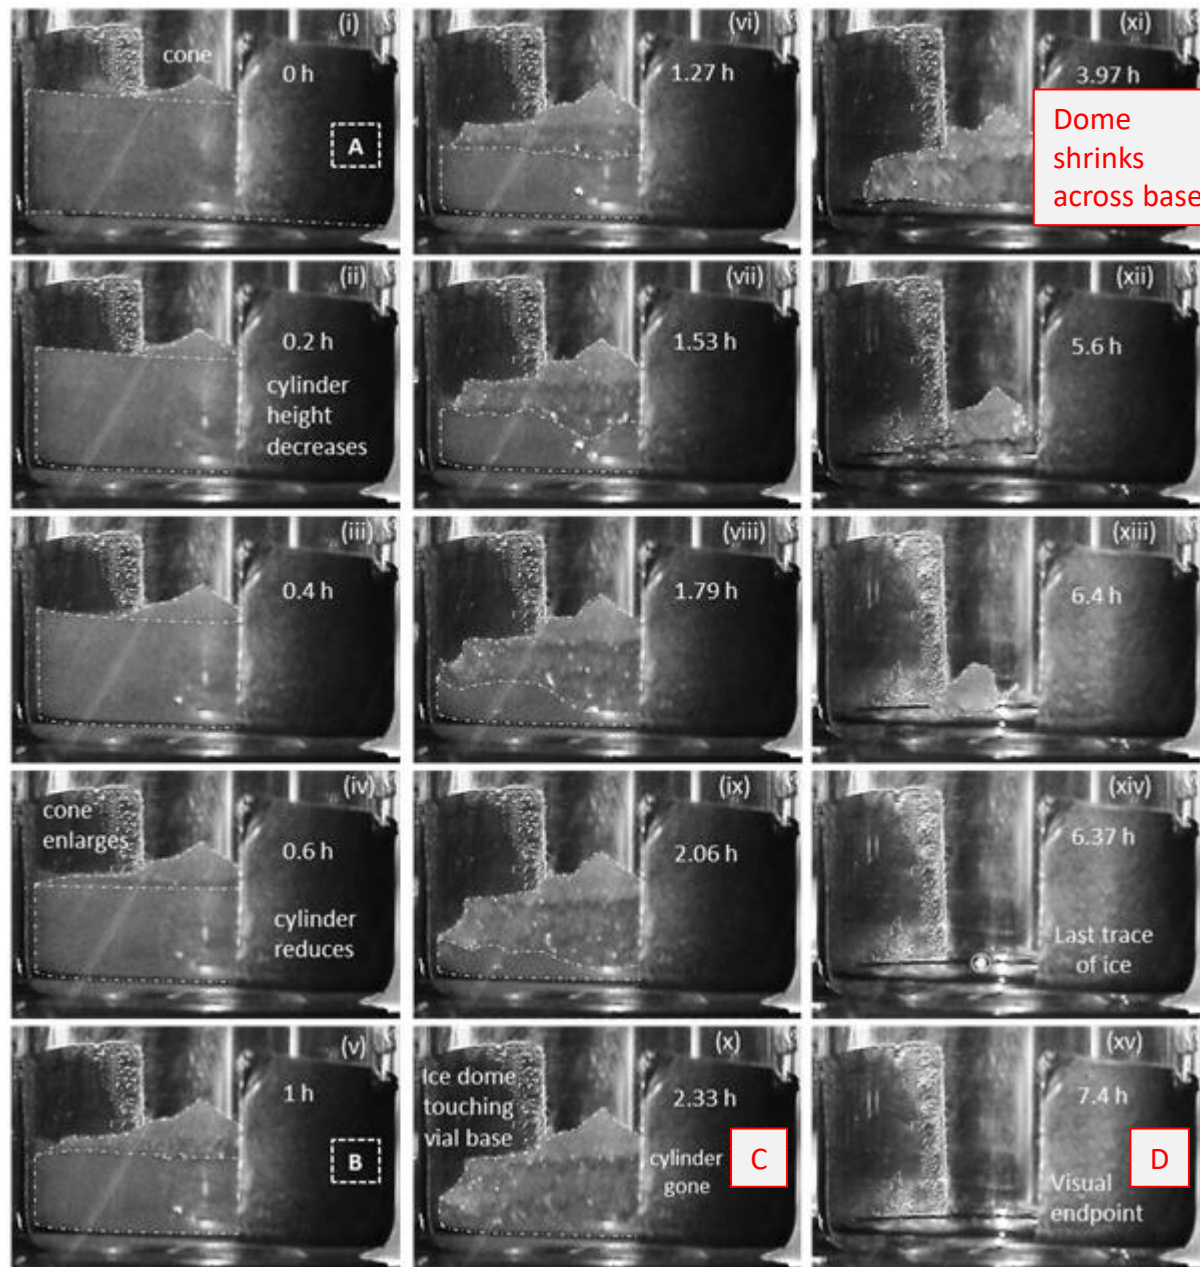 (i)
cone
0 h
A
(ii)
0.2 h
cylinder
height
decreases
(iii)
0.4 h
(iv)
cone
enlarges
0.6 h
cylinder
reduces
(v)
1 h
B
(vi)
1.27 h
(vii)
1.53 h
(viii)
1.79 h
(ix)
2.06 h
(x)
Ice dome
touching
vial base
2.33 h
cylinder
gone
C
(xi)
3.97 h
Dome
shrinks
across base
(xii)
5.6 h
(xiii)
6.4 h
(xiv)
6.37 h
Last trace
of ice
(xv)
7.4 h
D
Visual
endpoint